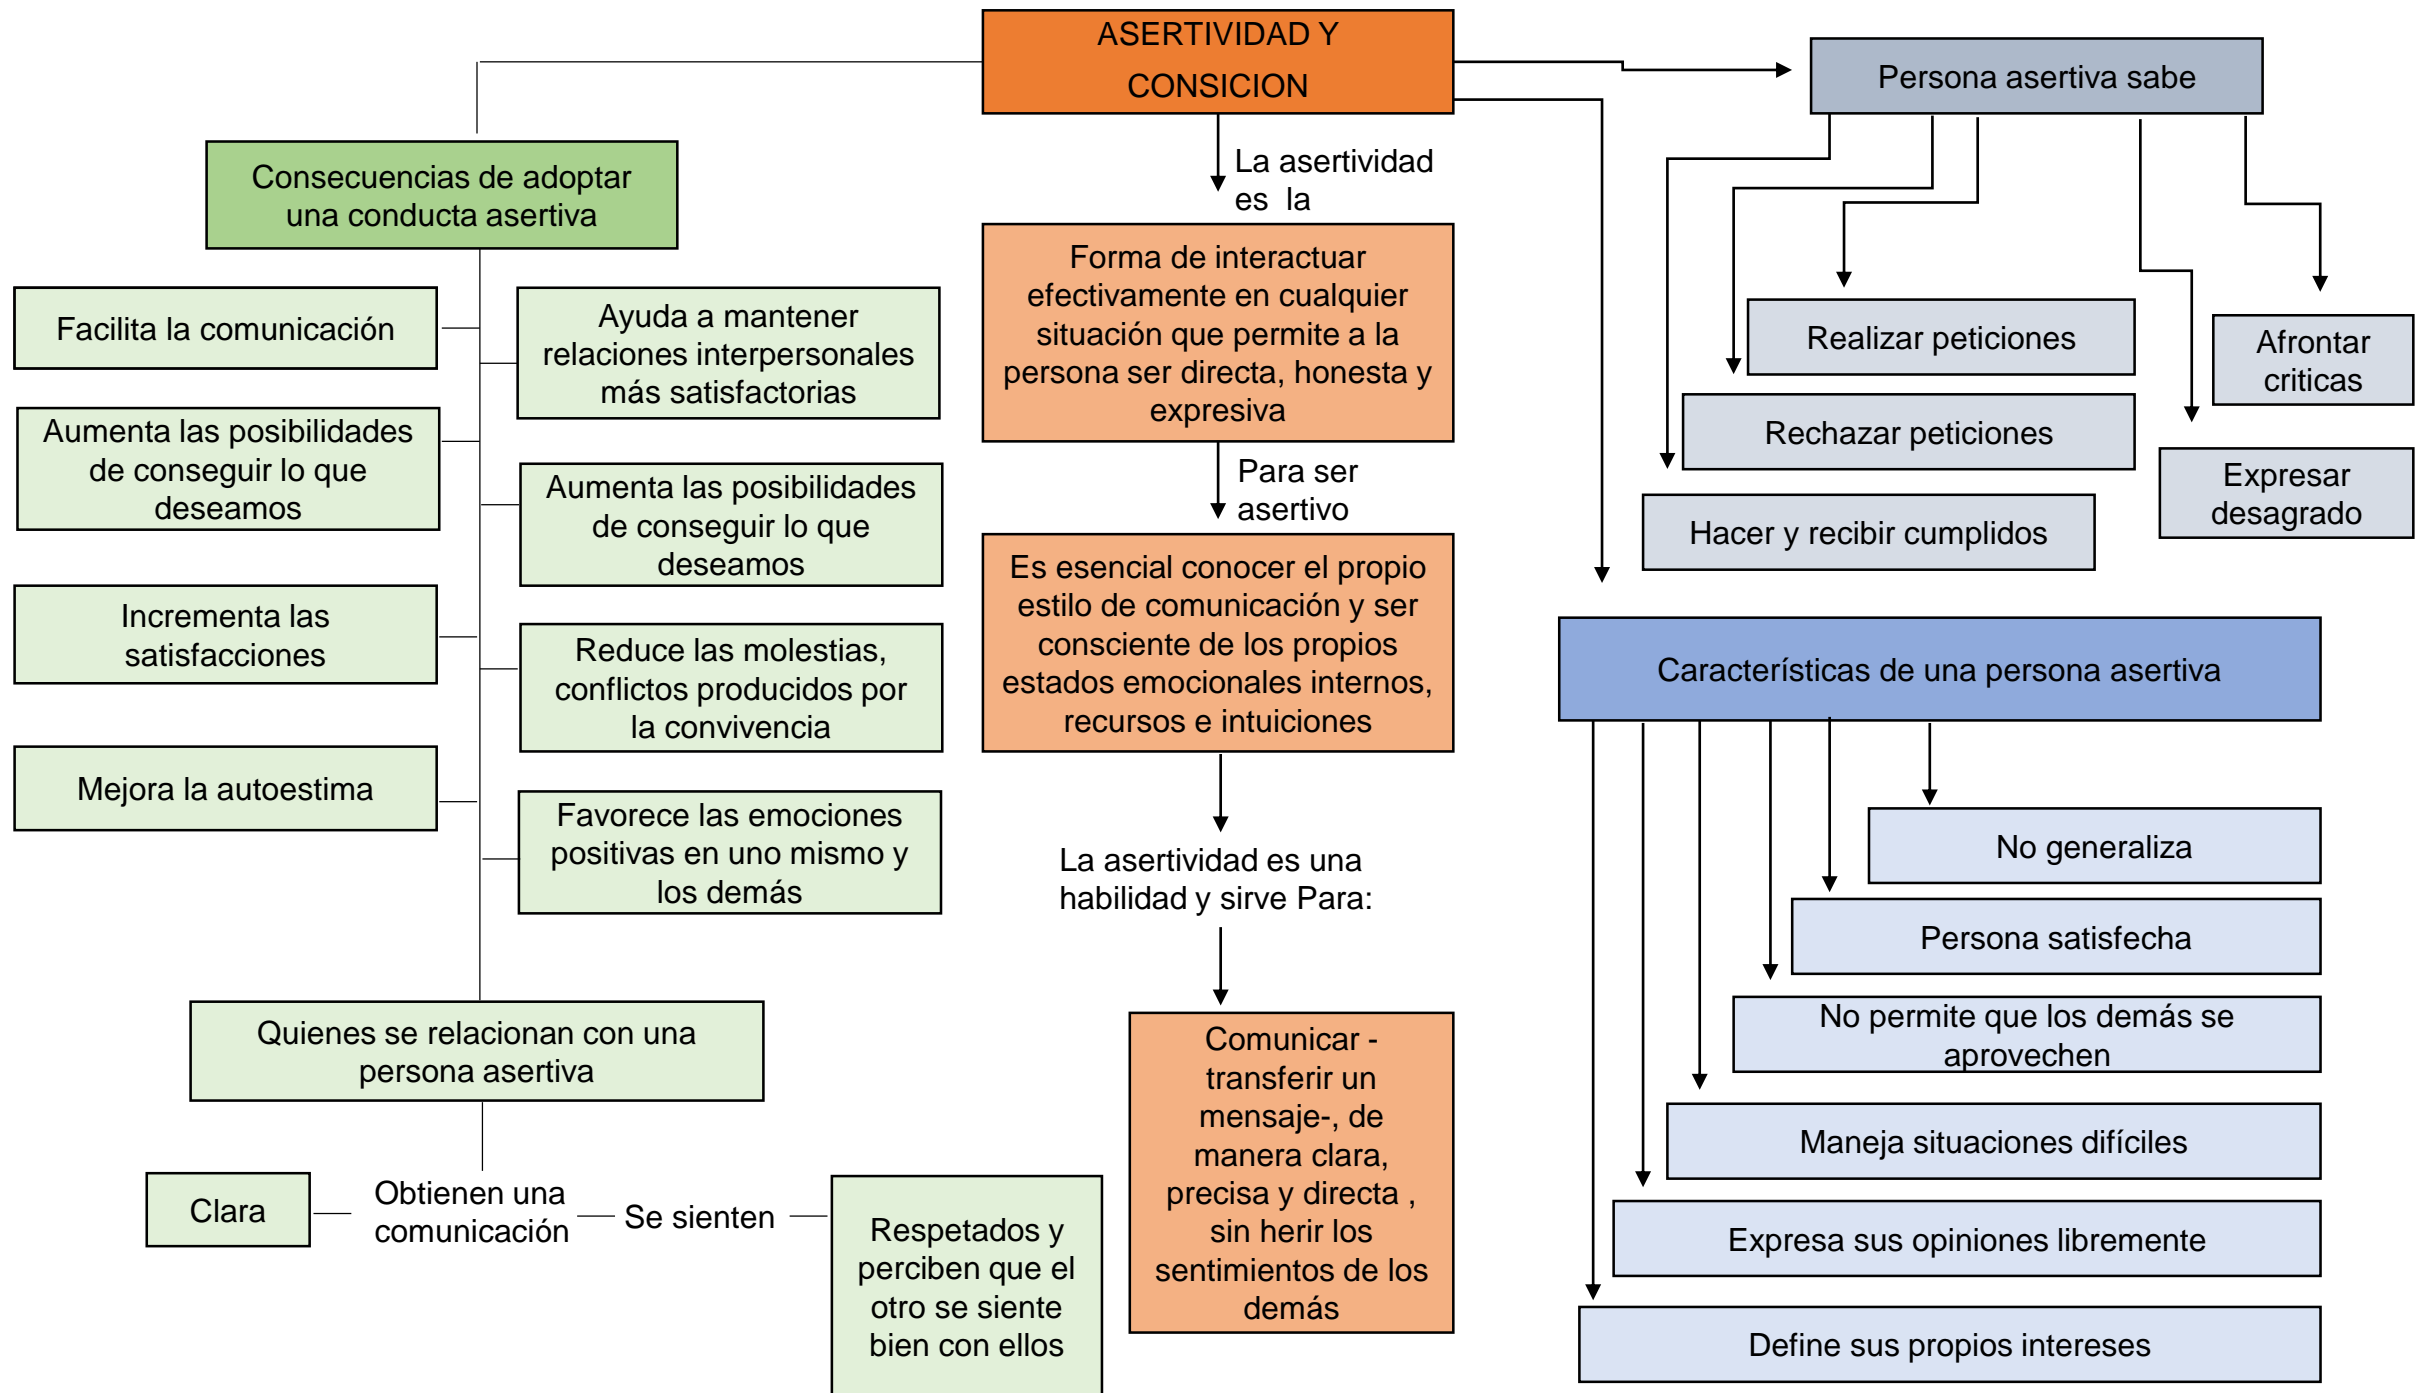 ASERTIVIDAD Y
CONSICION
Consecuencias de adoptar
una conducta asertiva
Facilita la comunicación
Ayuda a mantener
relaciones interpersonales
más satisfactorias
Aumenta las posibilidades
de conseguir lo que
deseamos
Aumenta las posibilidades
de conseguir lo que
deseamos
Incrementa las
satisfacciones
Reduce las molestias,
conflictos producidos por
la convivencia
Mejora la autoestima
Favorece las emociones
positivas en uno mismo y
los demás
Quienes se relacionan con una
persona asertiva
Clara
Obtienen una
comunicación
Se sienten
Respetados y
perciben que el
otro se siente
bien con ellos
La asertividad
es la
Forma de interactuar
efectivamente en cualquier
situación que permite a la
persona ser directa, honesta y
expresiva
Para ser
asertivo
Es esencial conocer el propio
estilo de comunicación y ser
consciente de los propios
estados emocionales internos,
recursos e intuiciones
La asertividad es una
habilidad y sirve Para:
Comunicar -
transferir un
mensaje-, de
manera clara,
precisa y directa ,
sin herir los
sentimientos de los
demás
Persona asertiva sabe
Realizar peticiones
Afrontar
criticas
Rechazar peticiones
Expresar
desagrado
Hacer y recibir cumplidos
Características de una persona asertiva
No generaliza
Persona satisfecha
No permite que los demás se
aprovechen
Maneja situaciones difíciles
Expresa sus opiniones libremente
Define sus propios intereses